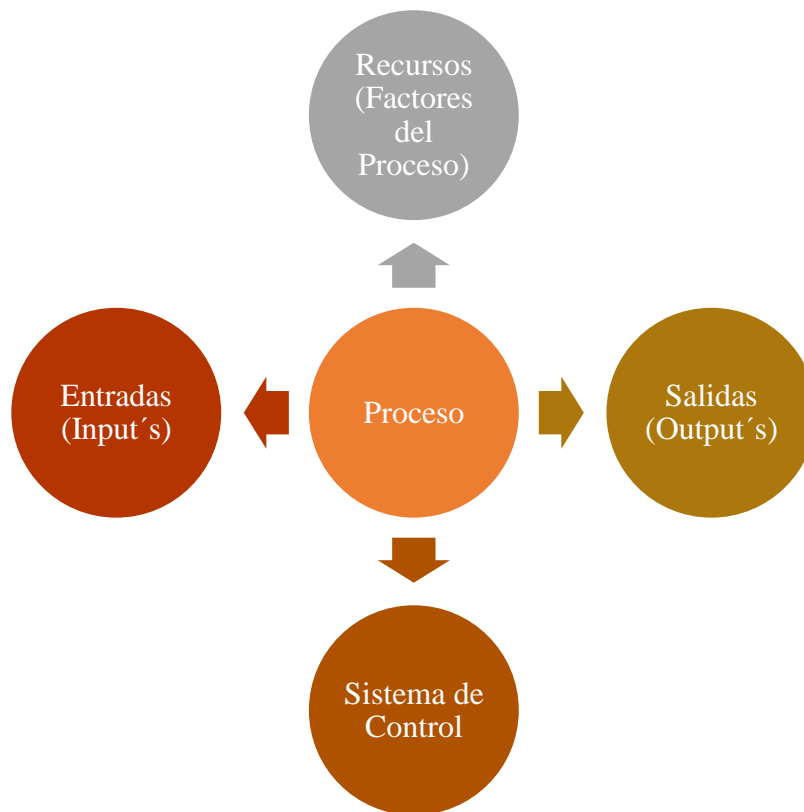 Recursos
(Factores
del
Proceso)
Entradas
(Input´s)
Proceso
Salidas
(Output´s)
Sistema de
Control